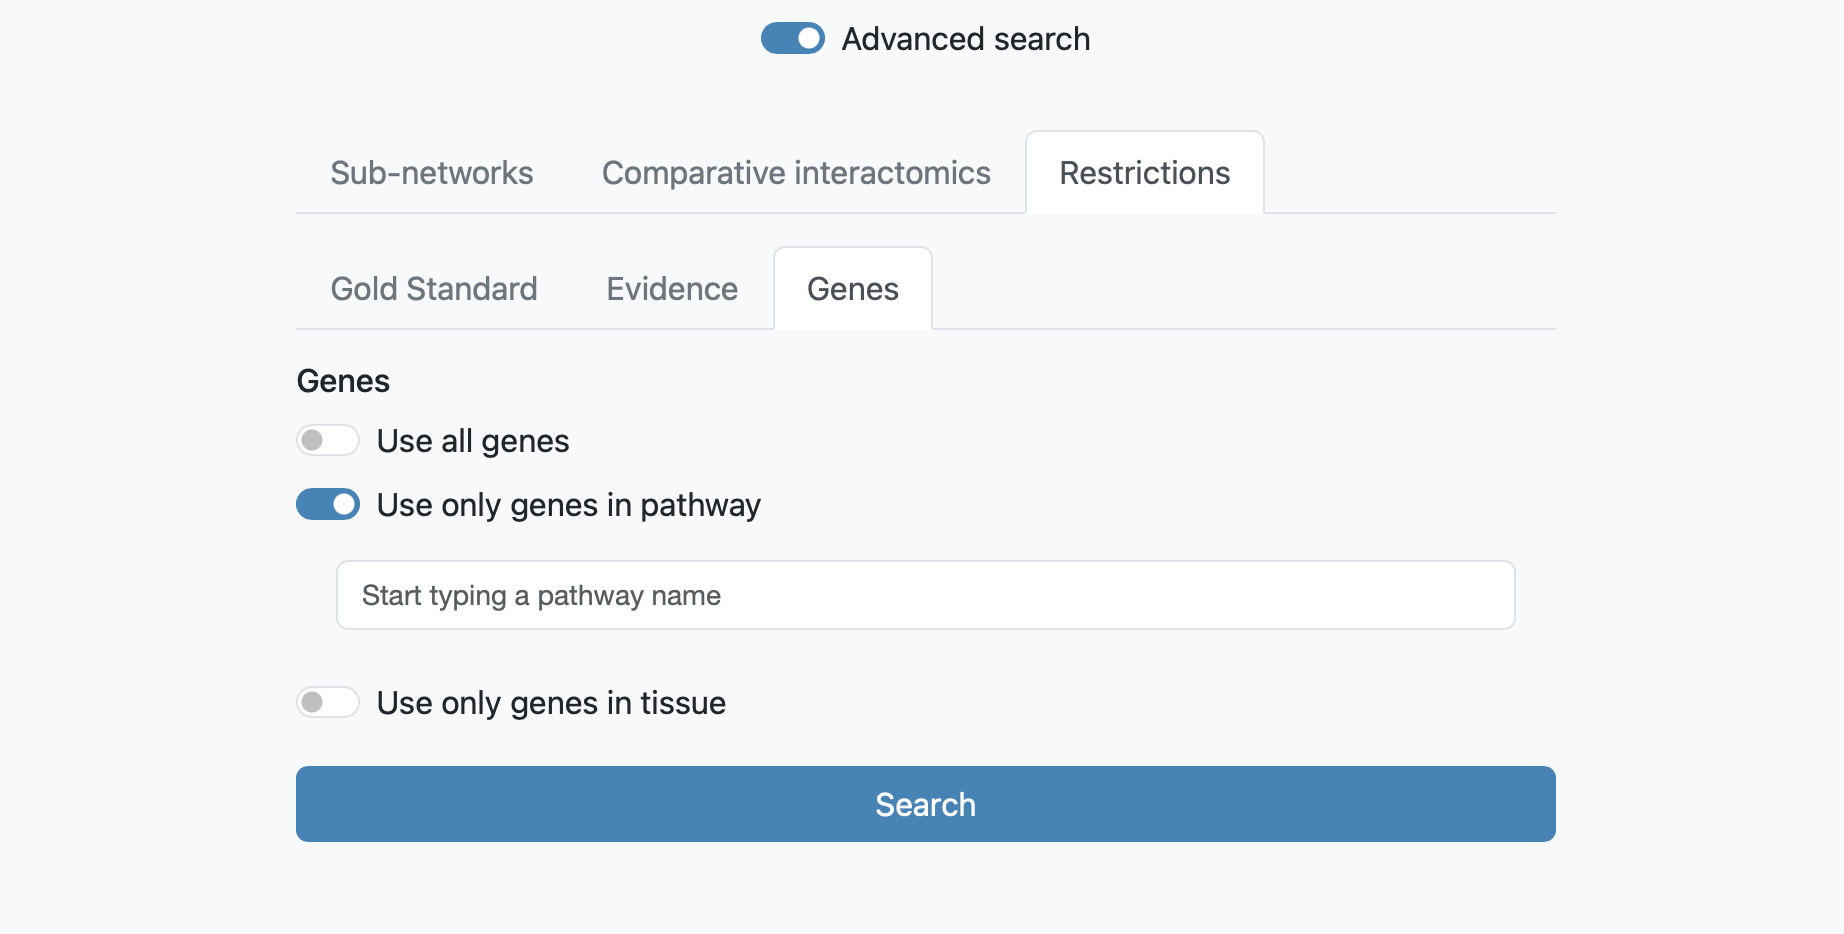 Advanced search
Sub-networks Comparative interactomics Restrictions
Gold Standard Evidence Genes
Genes
Use all genes
Use only genes in pathway
Start typing a pathway name
Use only genes in tissue
Search